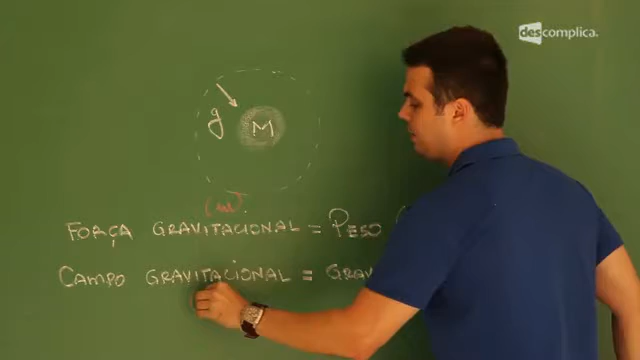 descomplica.
g
M
(m).
FORÇA GRAVITACIONAL = PESO (
CAMPO GRAVITACIONAL = GRAV